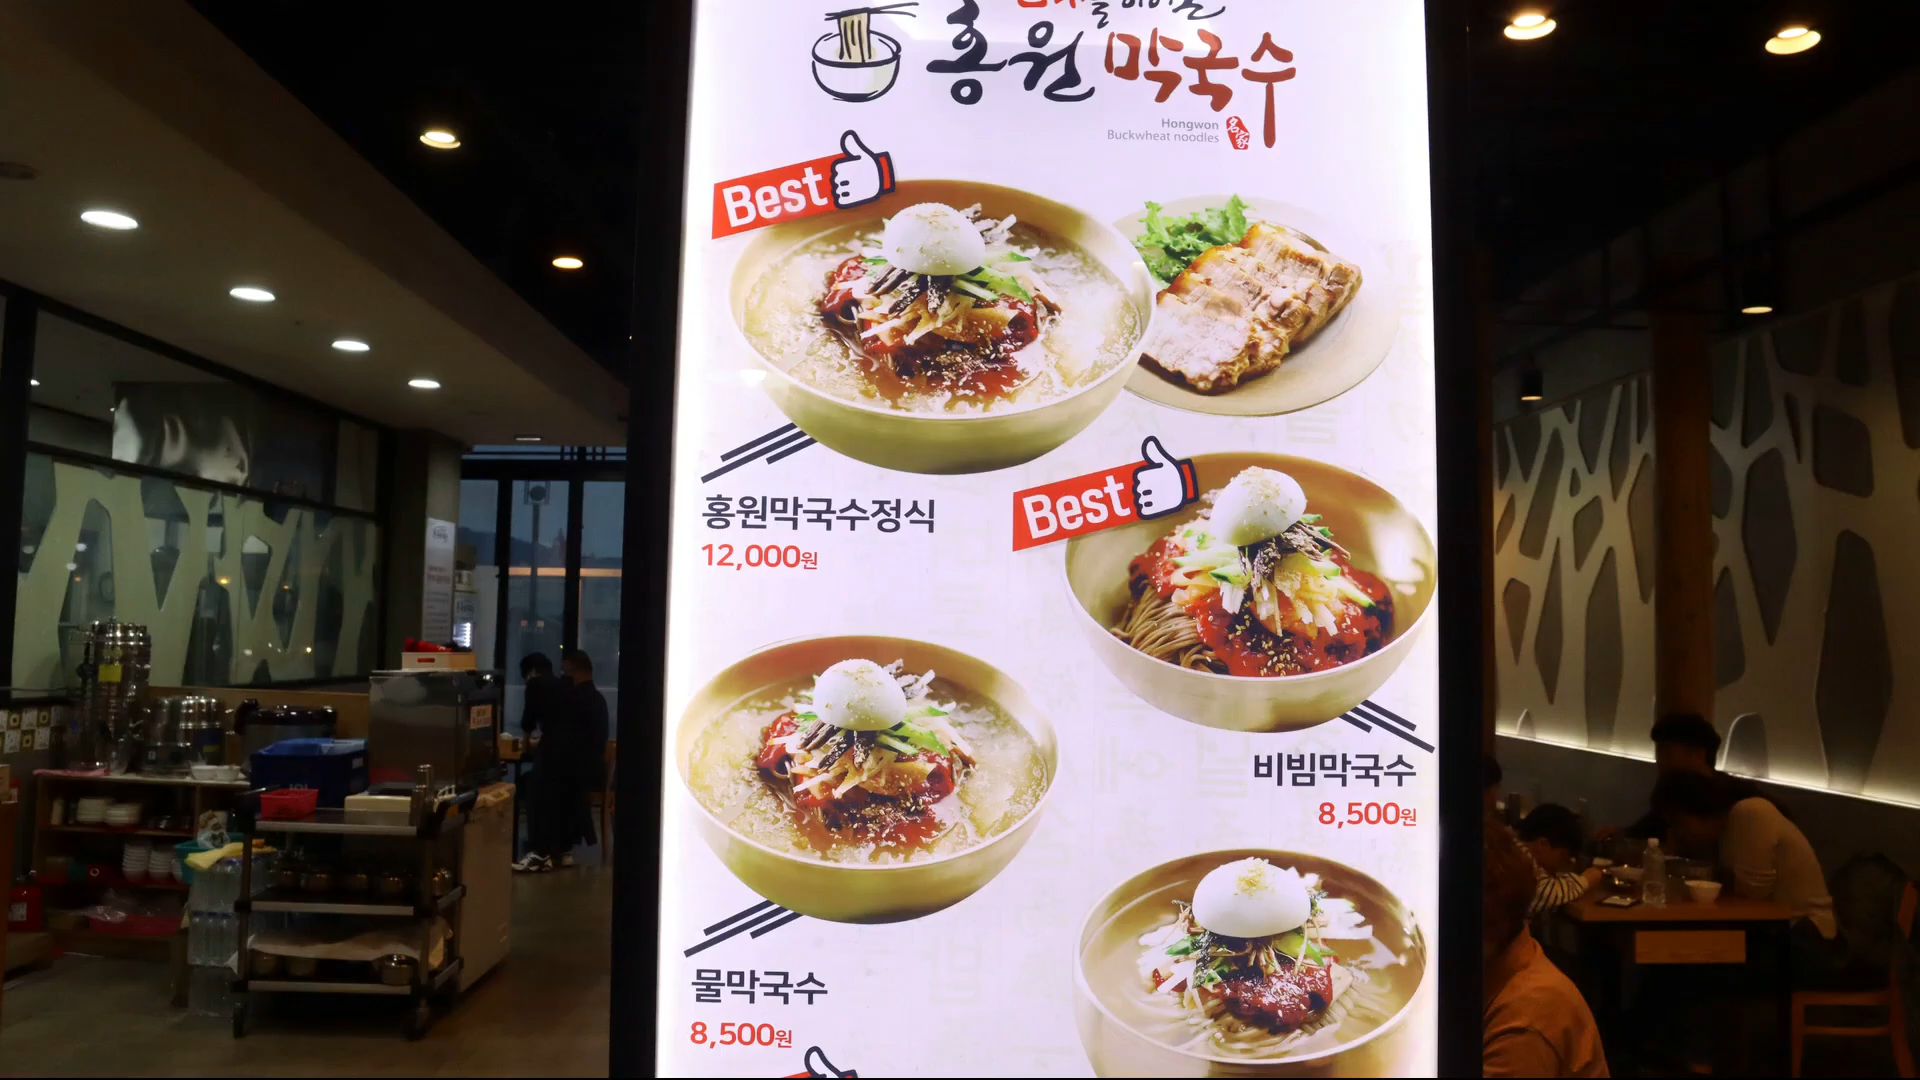 홍원 막국수
Hongwon
Buckwheat noodles
名家
Best
홍원막국수정식
12,000원
Best
비빔막국수
8,500원
물막국수
8,500원